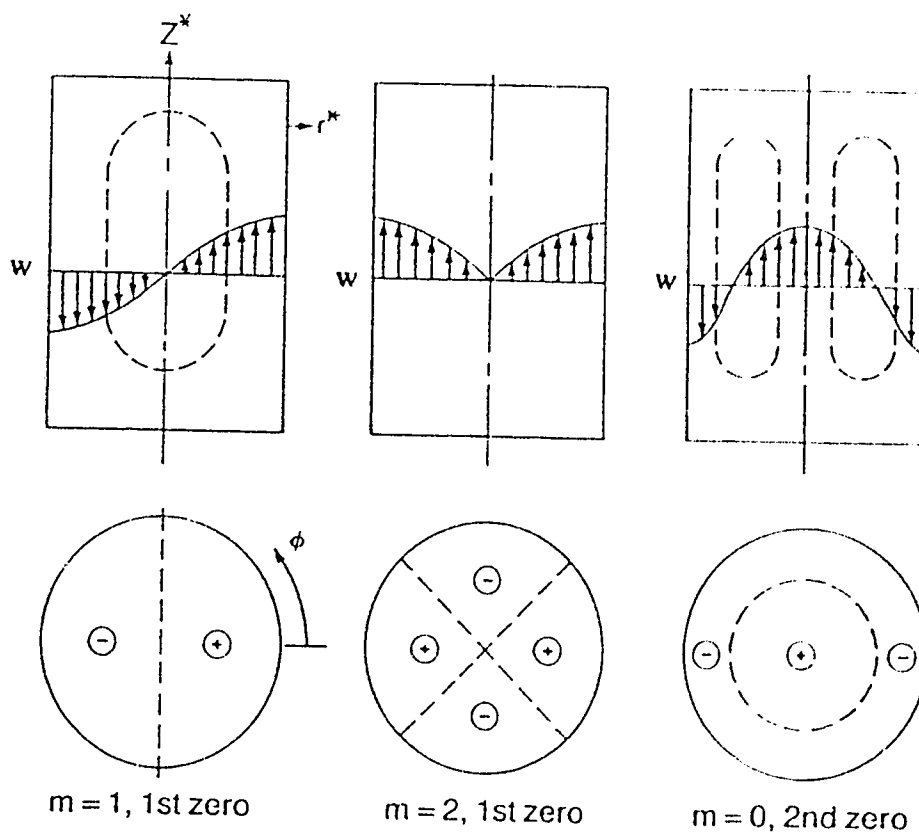 Z*
r*
w
w
w
φ
−
+
−
+
+
−
−
+
−
m = 1, 1st zero
m = 2, 1st zero
m = 0, 2nd zero